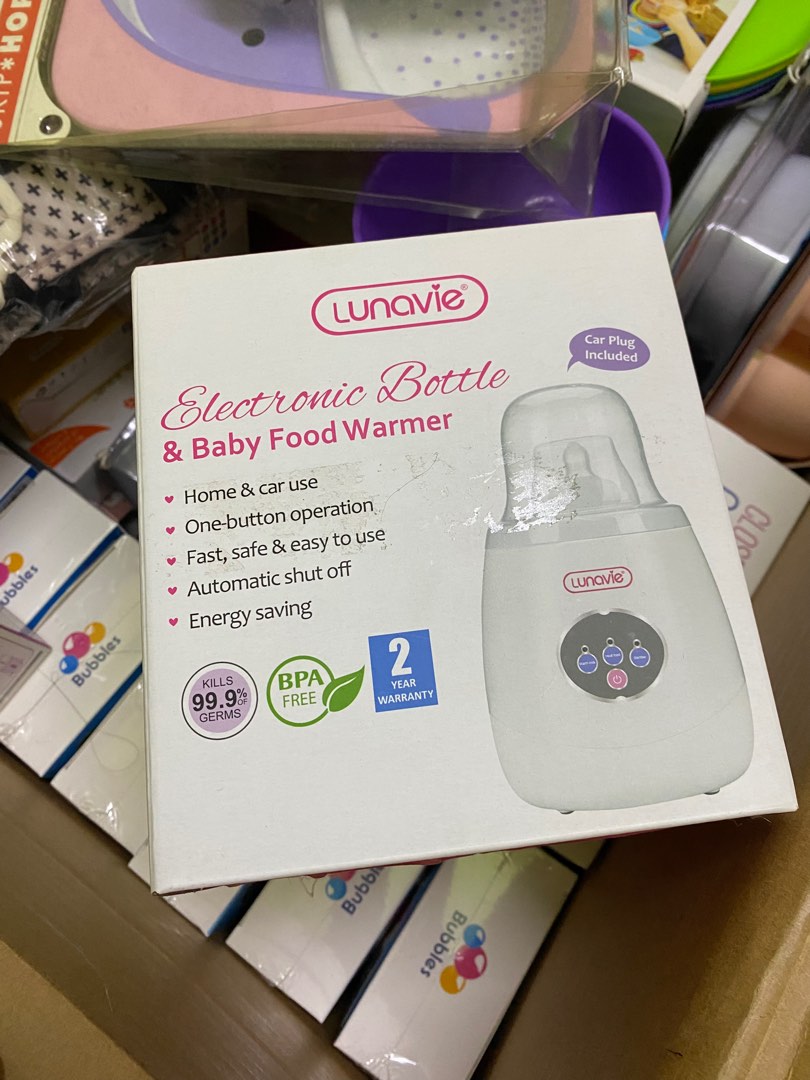 SKIP*HOP
Lunavie®
Car Plug
Included
Electronic Bottle
& Baby Food Warmer
Home & car use
One-button operation
Fast, safe & easy to use
Automatic shut off
Energy saving
KILLS
99.9% OF
GERMS
BPA
FREE
2
YEAR
WARRANTY
Lunavie®
Bubbles
Bubbles
Bubbles